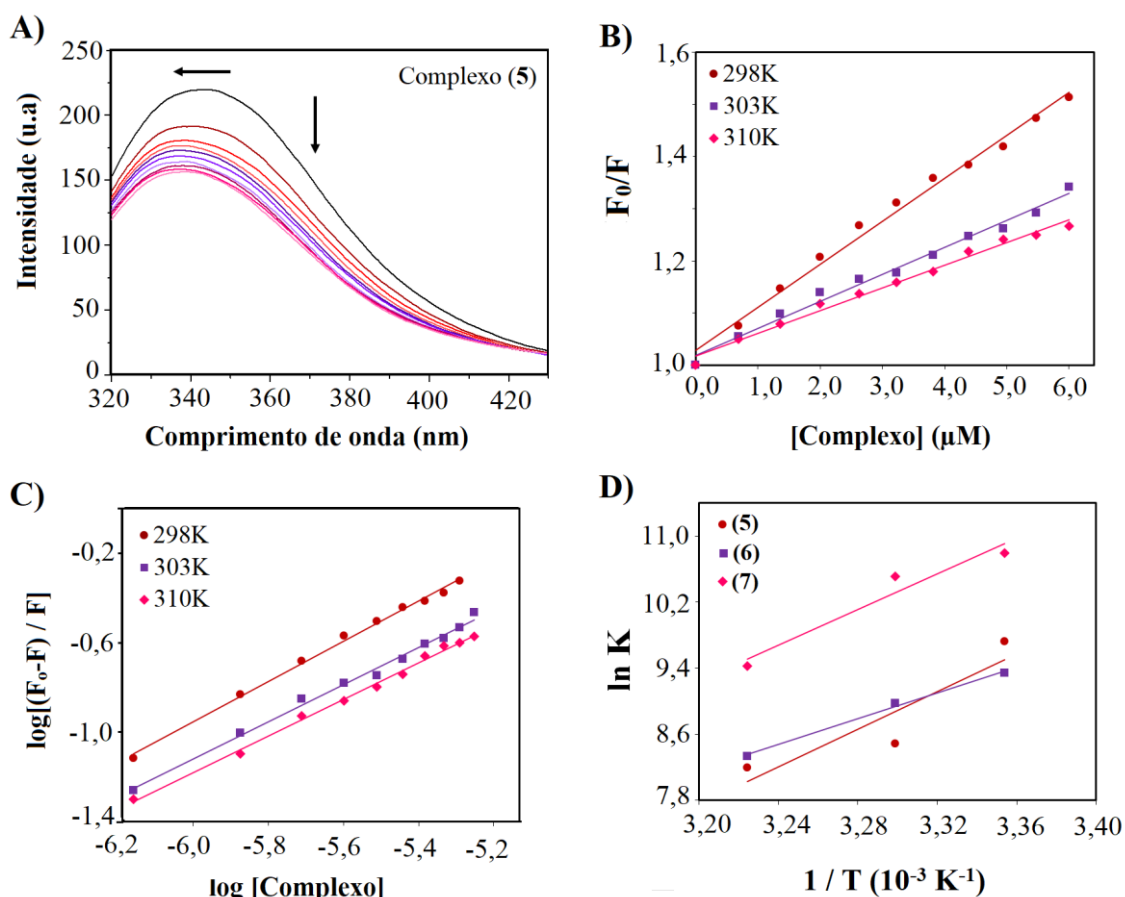 A)
250
200
150
100
50
0
Intensidade (u.a)
Complexo (5)
320 340 360 380 400 420
Comprimento de onda (nm)
B)
1,6
1,4
1,2
1,0
F₀/F
298K
303K
310K
0,0 1,0 2,0 3,0 4,0 5,0 6,0
[Complexo] (µM)
C)
-0,2
-0,6
-1,0
-1,4
log[(Fₒ-F) / F]
298K
303K
310K
-6,2 -6,0 -5,8 -5,6 -5,4 -5,2
log [Complexo]
D)
11,0
10,2
9,4
8,6
7,8
ln K
(5)
(6)
(7)
3,20 3,24 3,28 3,32 3,36 3,40
1 / T (10⁻³ K⁻¹)